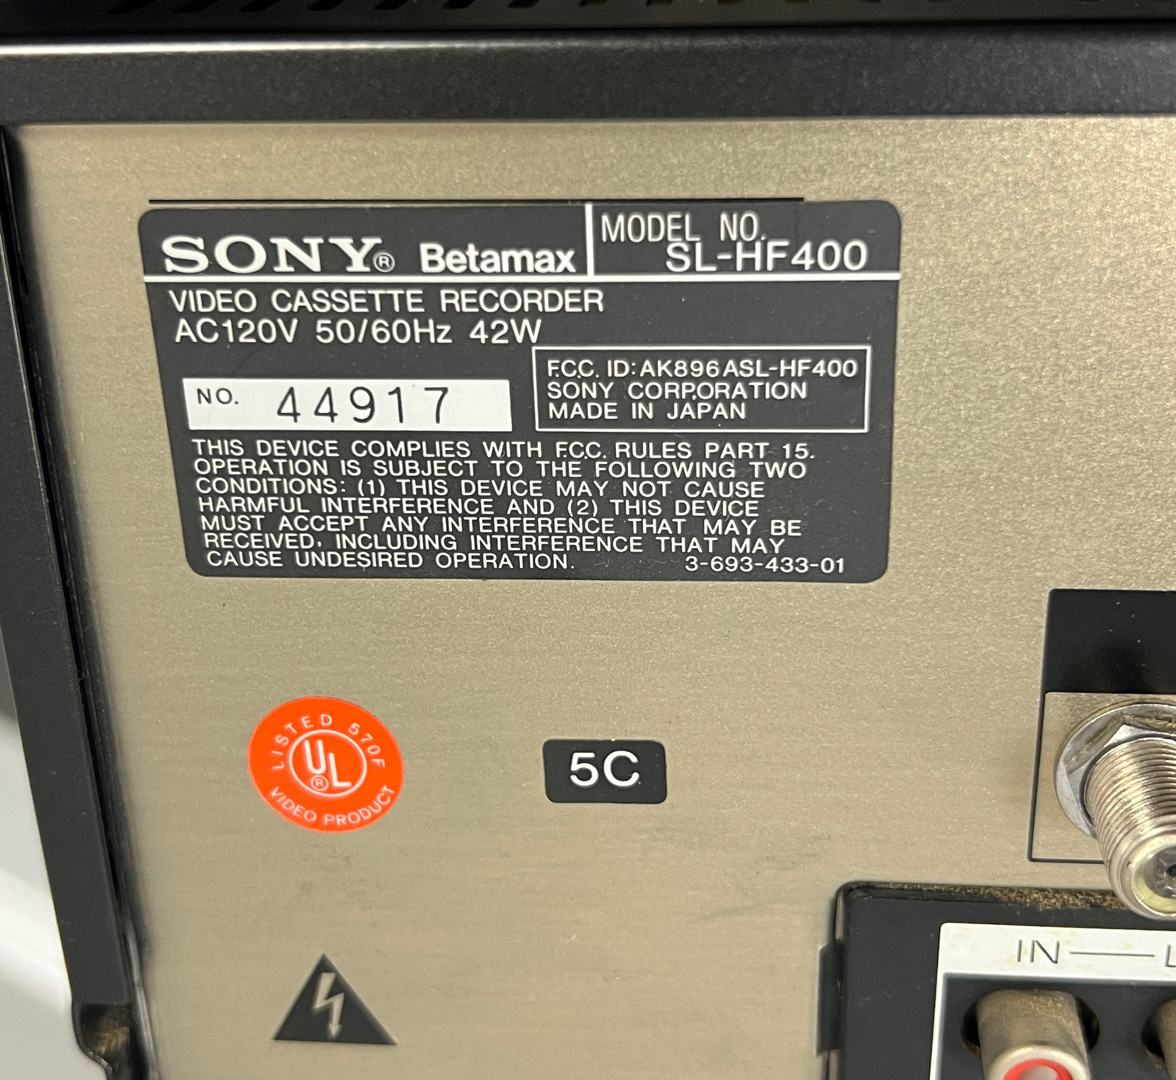 SONY® Betamax
MODEL NO.
SL-HF400
VIDEO CASSETTE RECORDER
AC120V 50/60Hz 42W
NO. 44917
F.C.C. ID: AK896ASL-HF400
SONY CORPORATION
MADE IN JAPAN
THIS DEVICE COMPLIES WITH F.C.C. RULES PART 15.
OPERATION IS SUBJECT TO THE FOLLOWING TWO
CONDITIONS: (1) THIS DEVICE MAY NOT CAUSE
HARMFUL INTERFERENCE AND (2) THIS DEVICE
MUST ACCEPT ANY INTERFERENCE THAT MAY BE
RECEIVED, INCLUDING INTERFERENCE THAT MAY
CAUSE UNDESIRED OPERATION. 3-693-433-01
LISTED 570F
UL®
VIDEO PRODUCT
5C
IN